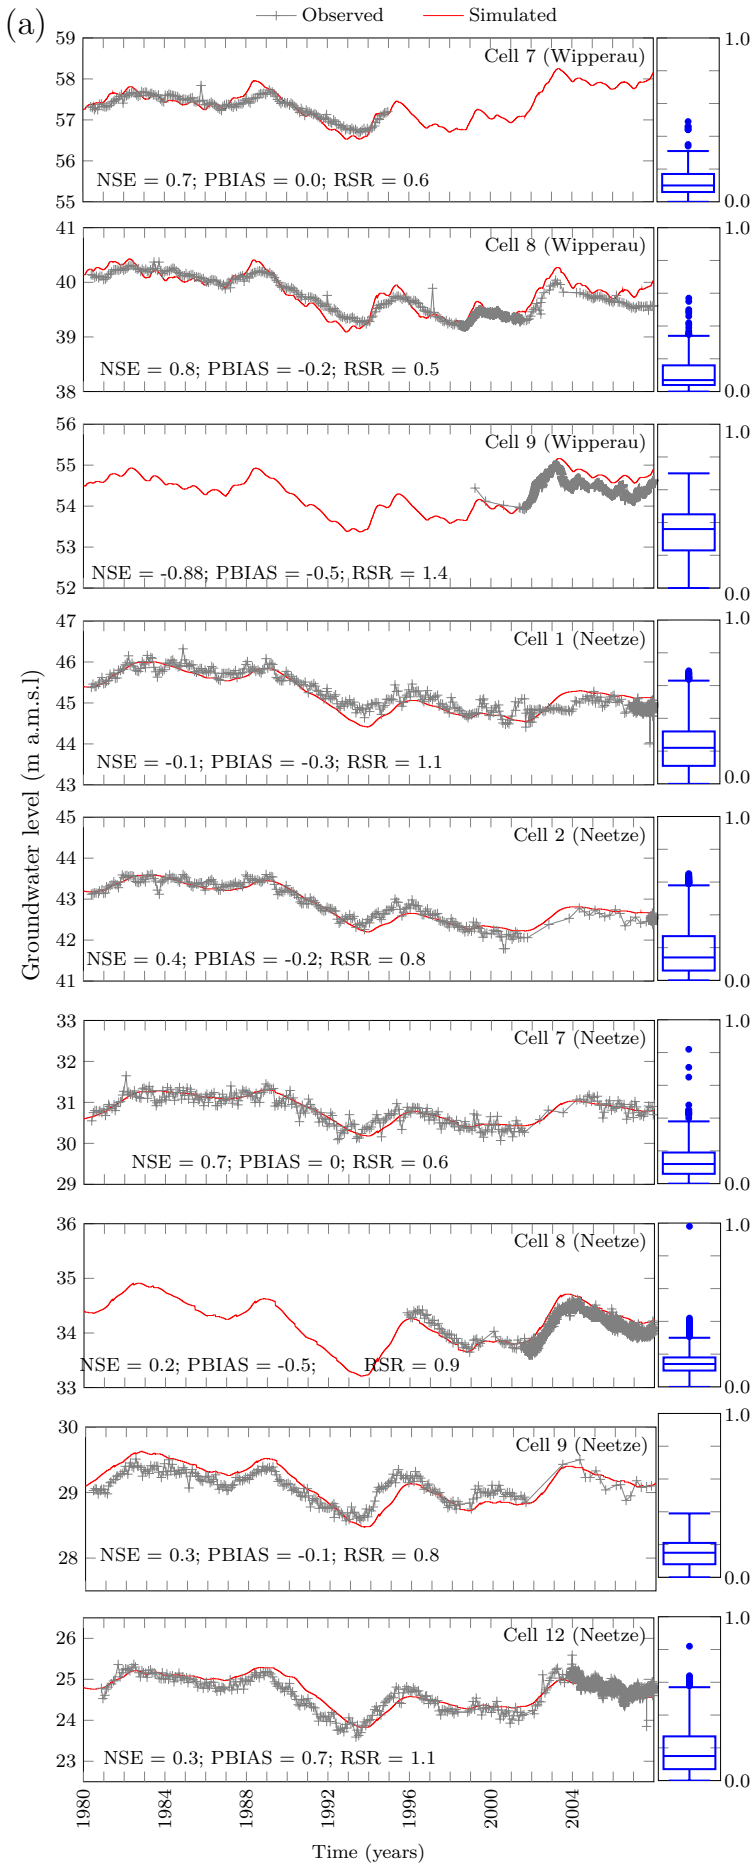 (a)
Observed Simulated
59
58
57
56
55
Cell 7 (Wipperau)
NSE = 0.7; PBIAS = 0.0; RSR = 0.6
1.0
0.0
41
40
39
38
Cell 8 (Wipperau)
NSE = 0.8; PBIAS = -0.2; RSR = 0.5
1.0
0.0
56
55
54
53
52
Cell 9 (Wipperau)
NSE = -0.88; PBIAS = -0.5; RSR = 1.4
1.0
0.0
Groundwater level (m a.m.s.l)
47
46
45
44
43
Cell 1 (Neetze)
NSE = -0.1; PBIAS = -0.3; RSR = 1.1
1.0
0.0
45
44
43
42
41
Cell 2 (Neetze)
NSE = 0.4; PBIAS = -0.2; RSR = 0.8
1.0
0.0
33
32
31
30
29
Cell 7 (Neetze)
NSE = 0.7; PBIAS = 0; RSR = 0.6
1.0
0.0
36
35
34
33
Cell 8 (Neetze)
NSE = 0.2; PBIAS = -0.5; RSR = 0.9
1.0
0.0
30
29
28
Cell 9 (Neetze)
NSE = 0.3; PBIAS = -0.1; RSR = 0.8
1.0
0.0
26
25
24
23
Cell 12 (Neetze)
NSE = 0.3; PBIAS = 0.7; RSR = 1.1
1.0
0.0
1980 1984 1988 1992 1996 2000 2004
Time (years)